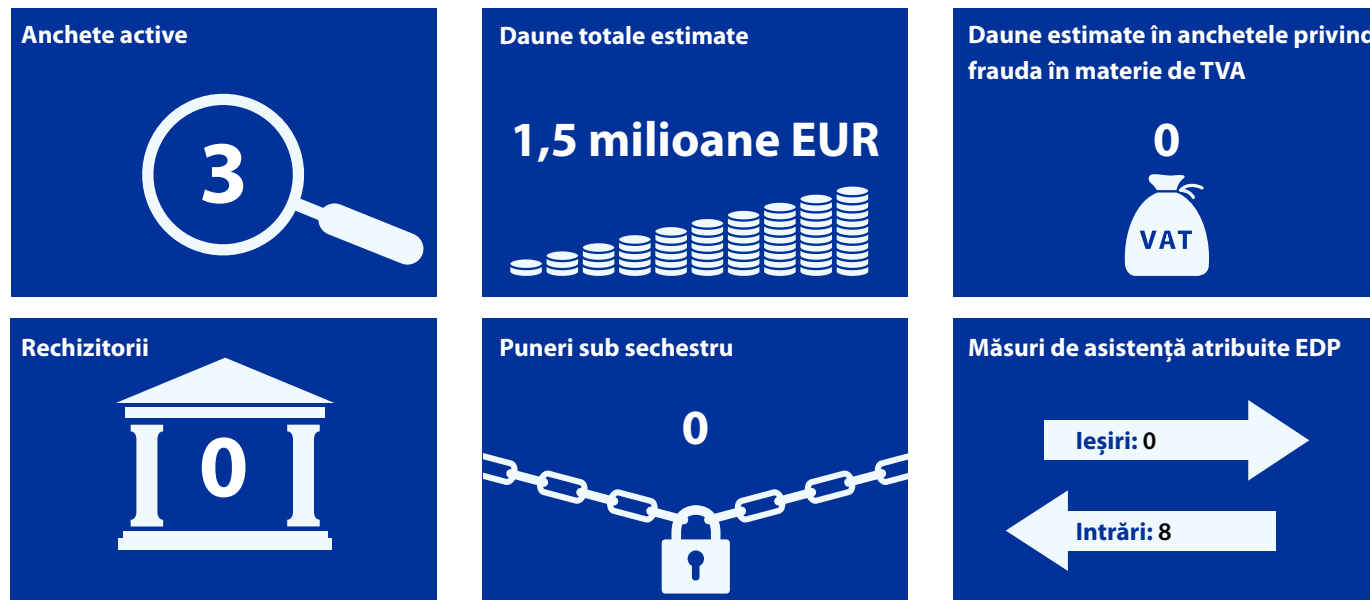 Anchete active
3
Daune totale estimate
1,5 milioane EUR
Daune estimate în anchetele privind
frauda în materie de TVA
0
VAT
Rechizitorii
0
Puneri sub sechestru
0
Măsuri de asistență atribuite EDP
Ieșiri: 0
Intrări: 8